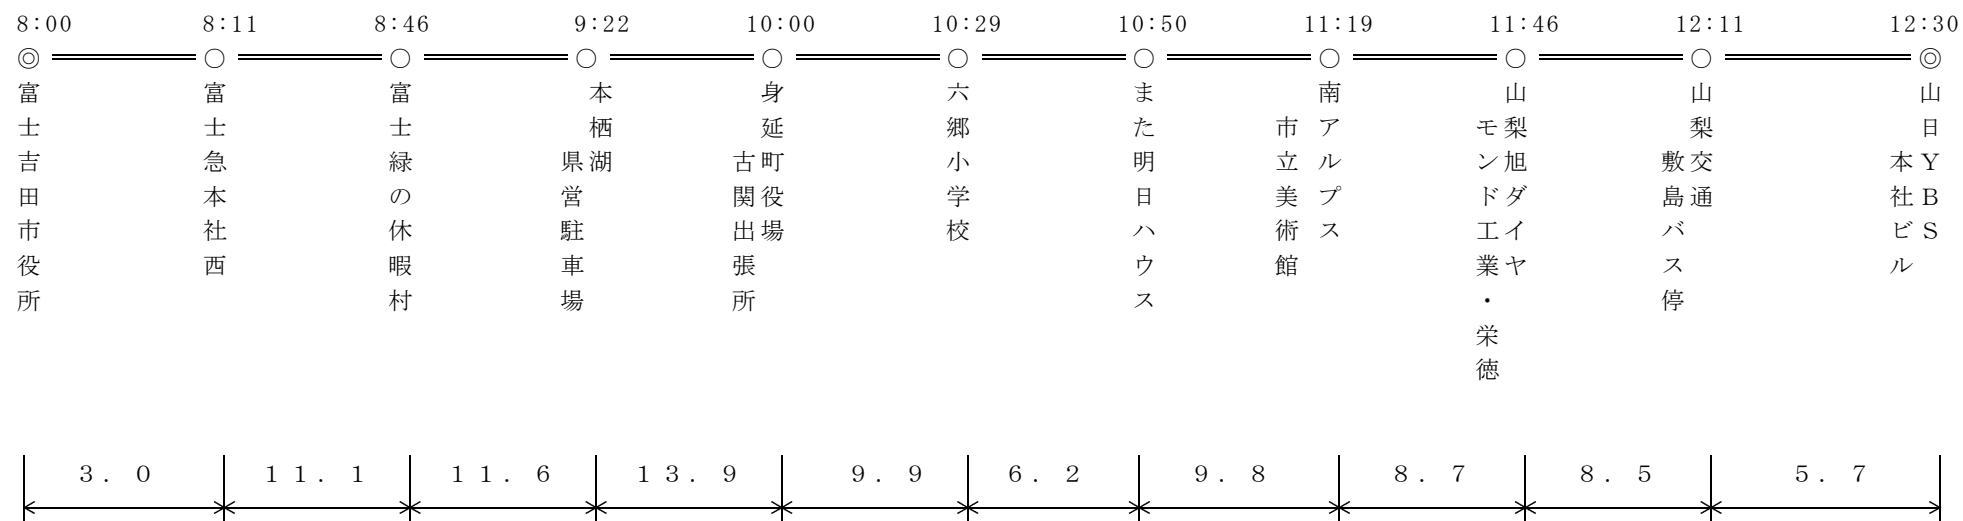 8:00 8:11 8:46 9:22 10:00 10:29 10:50 11:19 11:46 12:11 12:30
◎ ○ ○ ○ ○ ○ ○ ○ ○ ○ ◎
富士吉田市役所
富士急本社西
富士緑の休暇村
本栖湖
県営駐車場
身延町役場
古関出張所
六郷小学校
また明日ハウス
南アルプス
市立美術館
山梨旭ダイヤ
モンド工業・栄徳
山梨交通
敷島バス停
山日YBS
本社ビル
3.0 11.1 11.6 13.9 9.9 6.2 9.8 8.7 8.5 5.7